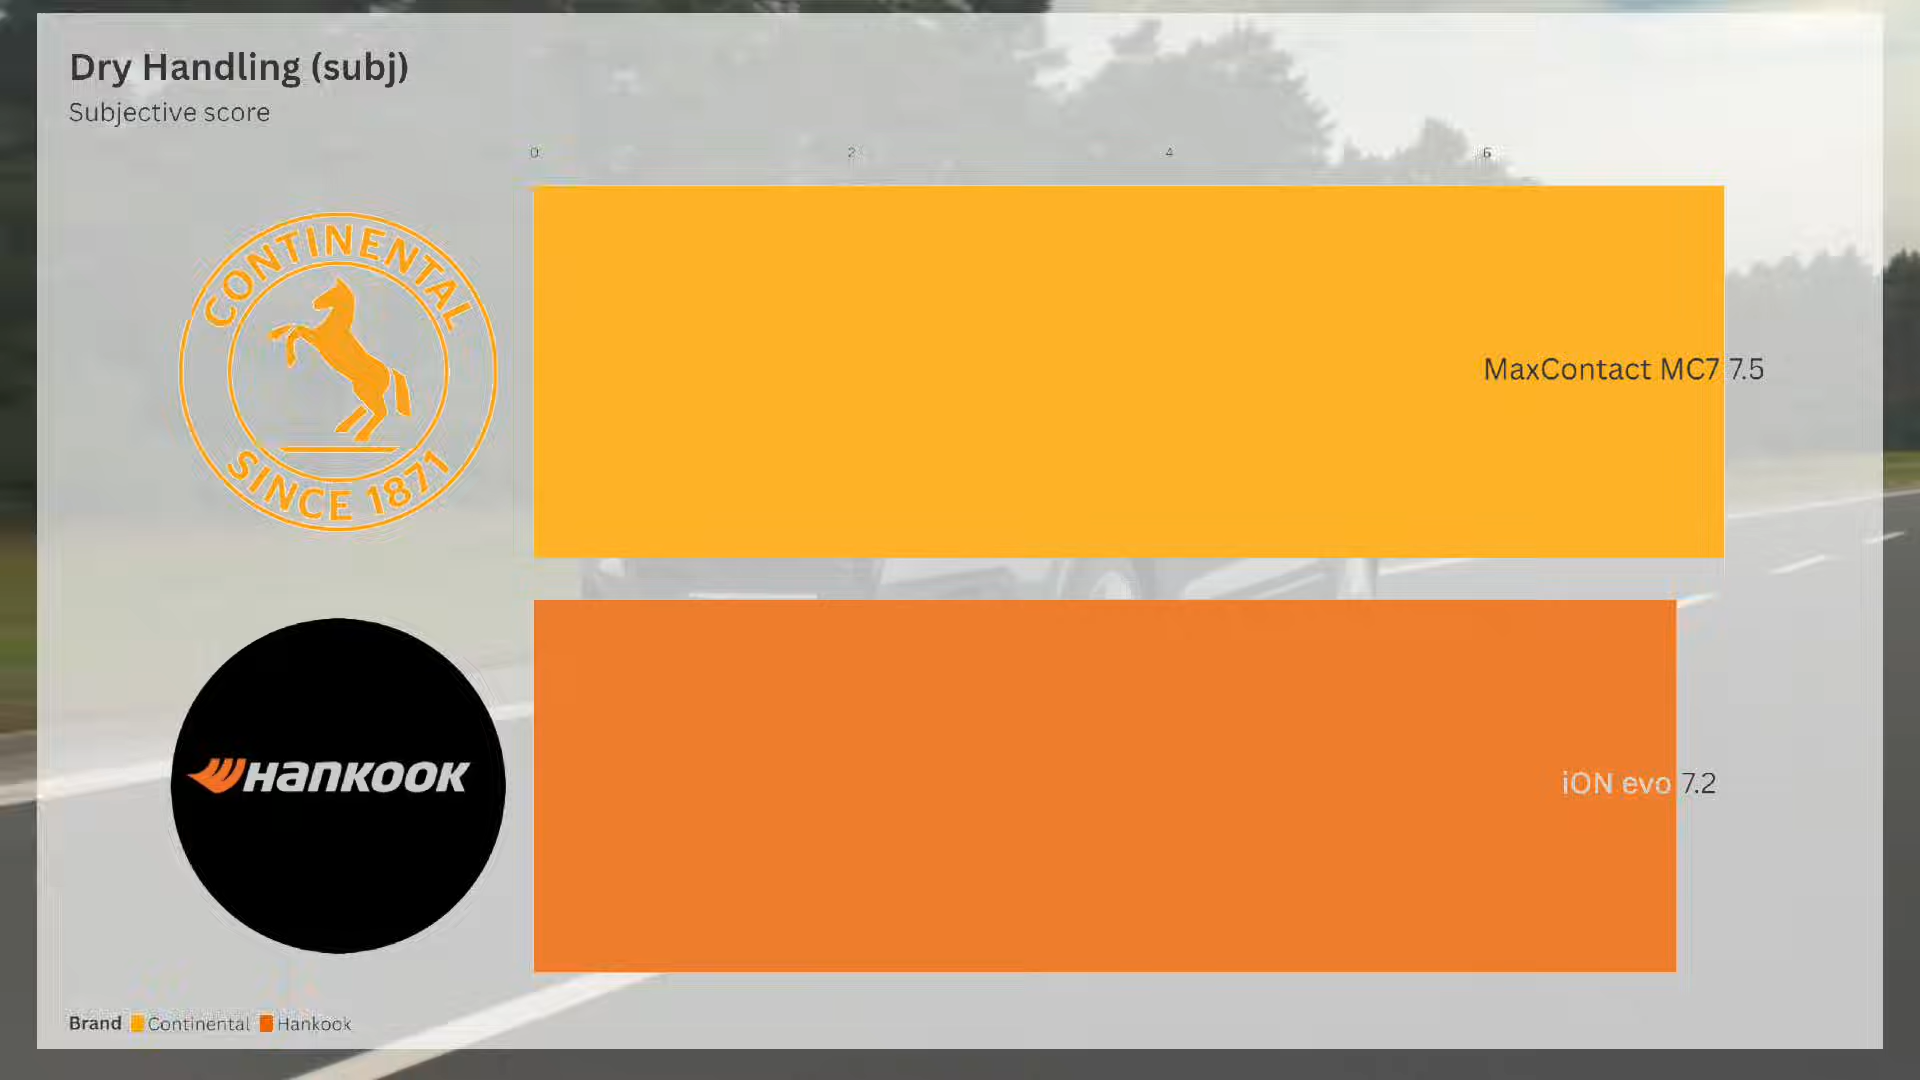 Dry Handling (subj)
Subjective score
0 2 4 6
CONTINENTAL
SINCE 1871
MaxContact MC7 7.5
HANKOOK
iON evo 7.2
Brand Continental Hankook